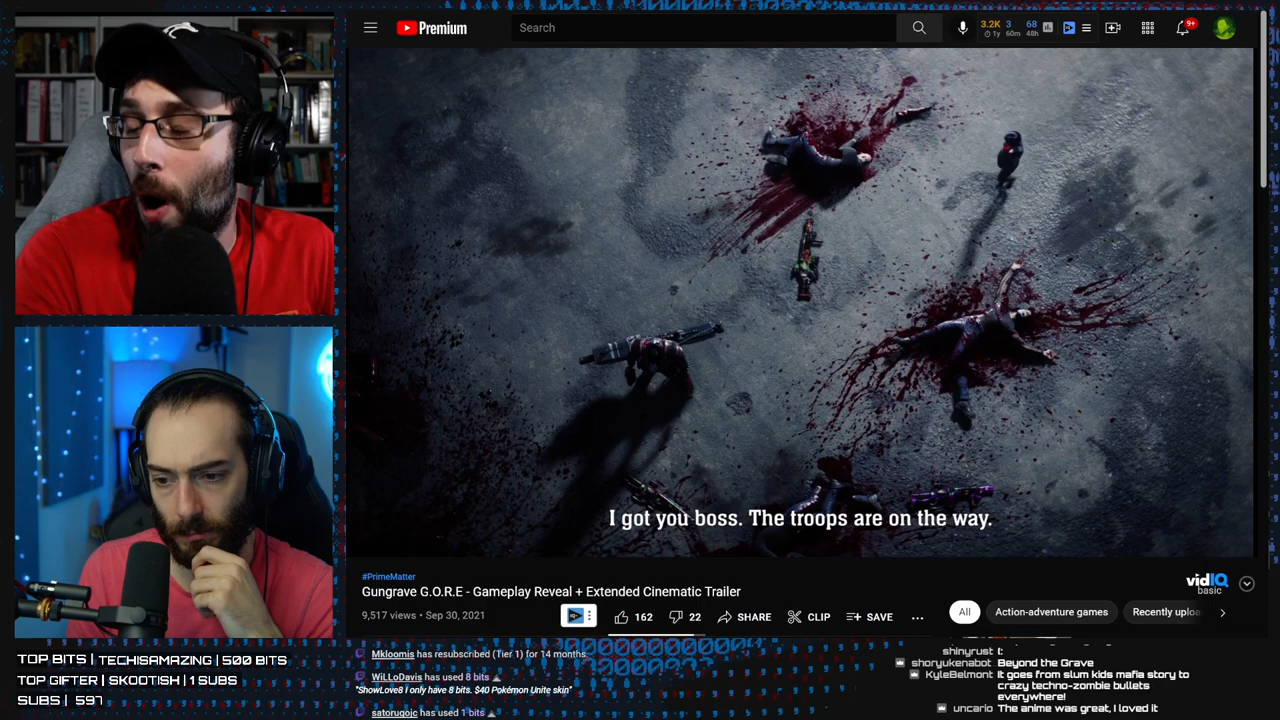 Premium
Search
3.2K 3 68
1y 60m 48h
9+
I got you boss. The troops are on the way.
#PrimeMatter
Gungrave G.O.R.E - Gameplay Reveal + Extended Cinematic Trailer
9,517 views • Sep 30, 2021
162
22
SHARE
CLIP
SAVE
vidIQ
basic
All
Action-adventure games
Recently uploa
TOP BITS | TECHISAMAZING | 500 BITS
TOP GIFTER | SKOOTISH | 1 SUBS
SUBS | 597
Mkloomis has resubscribed (Tier 1) for 14 months.
WiLLoDavis has used 8 bits
"ShowLove8 I only have 8 bits. $40 Pokémon Unite skin"
satorugojc has used 1 bits
shinyrust I:
shoryukenabot Beyond the Grave
KyleBelmont It goes from slum kids mafia story to
crazy techno-zombie bullets
everywhere!
uncario The anime was great, I loved it